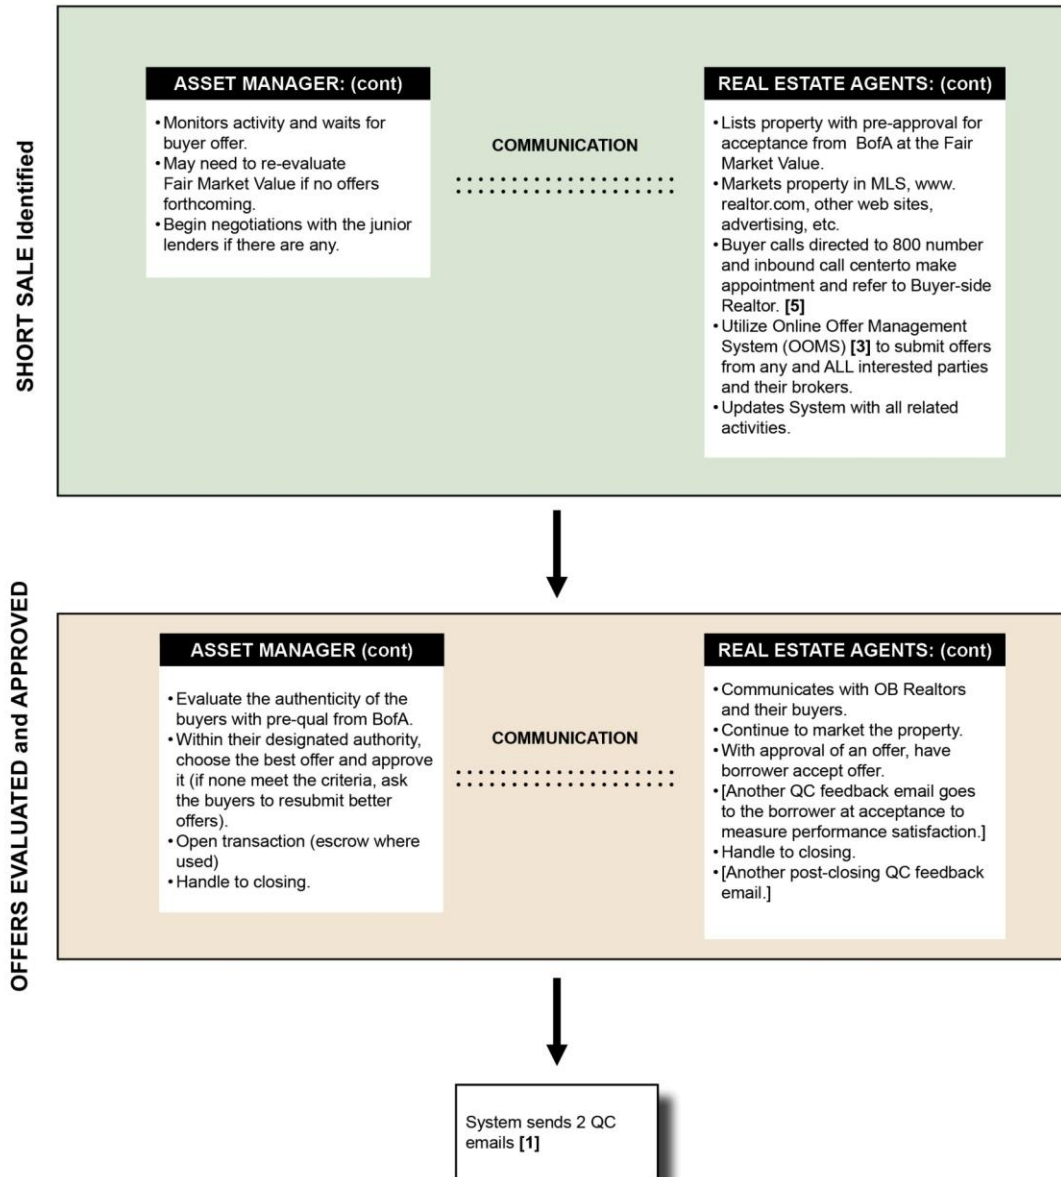 SHORT SALE Identified
ASSET MANAGER: (cont)
• Monitors activity and waits for
buyer offer.
• May need to re-evaluate
Fair Market Value if no offers
forthcoming.
• Begin negotiations with the junior
lenders if there are any.
COMMUNICATION
REAL ESTATE AGENTS: (cont)
• Lists property with pre-approval for
acceptance from BofA at the Fair
Market Value.
• Markets property in MLS, www.
realtor.com, other web sites,
advertising, etc.
• Buyer calls directed to 800 number
and inbound call centerto make
appointment and refer to Buyer-side
Realtor. [5]
• Utilize Online Offer Management
System (OOMS) [3] to submit offers
from any and ALL interested parties
and their brokers.
• Updates System with all related
activities.
OFFERS EVALUATED and APPROVED
ASSET MANAGER (cont)
• Evaluate the authenticity of the
buyers with pre-qual from BofA.
• Within their designated authority,
choose the best offer and approve
it (if none meet the criteria, ask
the buyers to resubmit better
offers).
• Open transaction (escrow where
used)
• Handle to closing.
COMMUNICATION
REAL ESTATE AGENTS: (cont)
• Communicates with OB Realtors
and their buyers.
• Continue to market the property.
• With approval of an offer, have
borrower accept offer.
• [Another QC feedback email goes
to the borrower at acceptance to
measure performance satisfaction.]
• Handle to closing.
• [Another post-closing QC feedback
email.]
System sends 2 QC
emails [1]